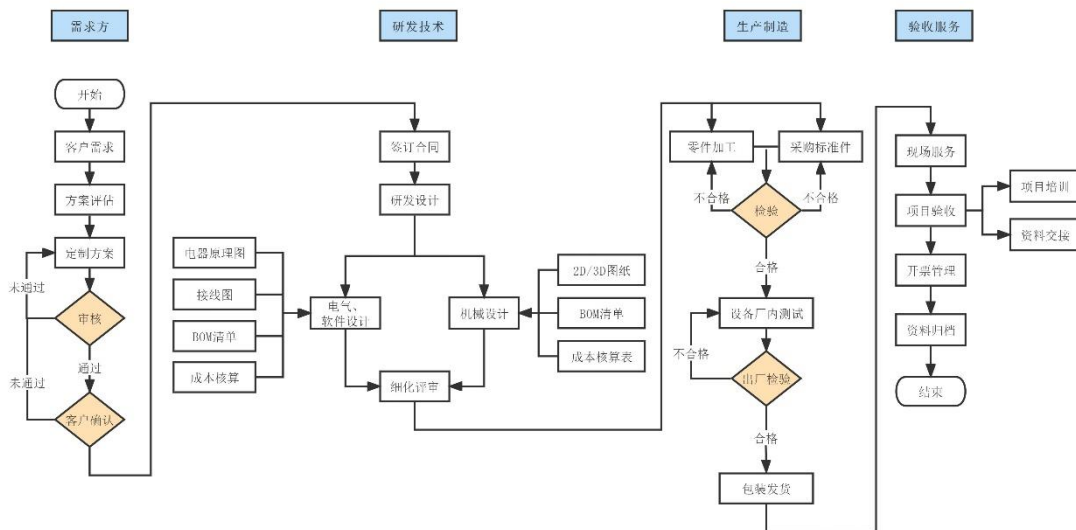 需求方
研发技术
生产制造
验收服务
开始
客户需求
方案评估
定制方案
未通过
审核
通过
未通过
客户确认
签订合同
研发设计
电器原理图
接线图
BOM清单
成本核算
电气、
软件设计
机械设计
2D/3D图纸
BOM清单
成本核算表
细化评审
零件加工
采购标准件
不合格
检验
不合格
合格
设备厂内测试
不合格
出厂检验
合格
包装发货
现场服务
项目验收
项目培训
资料交接
开票管理
资料归档
结束